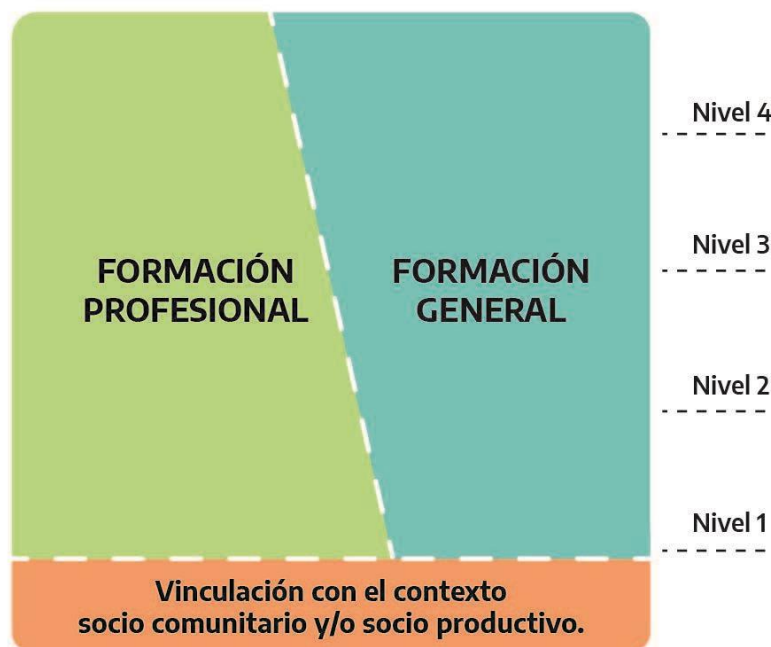 Nivel 4
Nivel 3
FORMACIÓN
PROFESIONAL
FORMACIÓN
GENERAL
Nivel 2
Nivel 1
Vinculación con el contexto
socio comunitario y/o socio productivo.